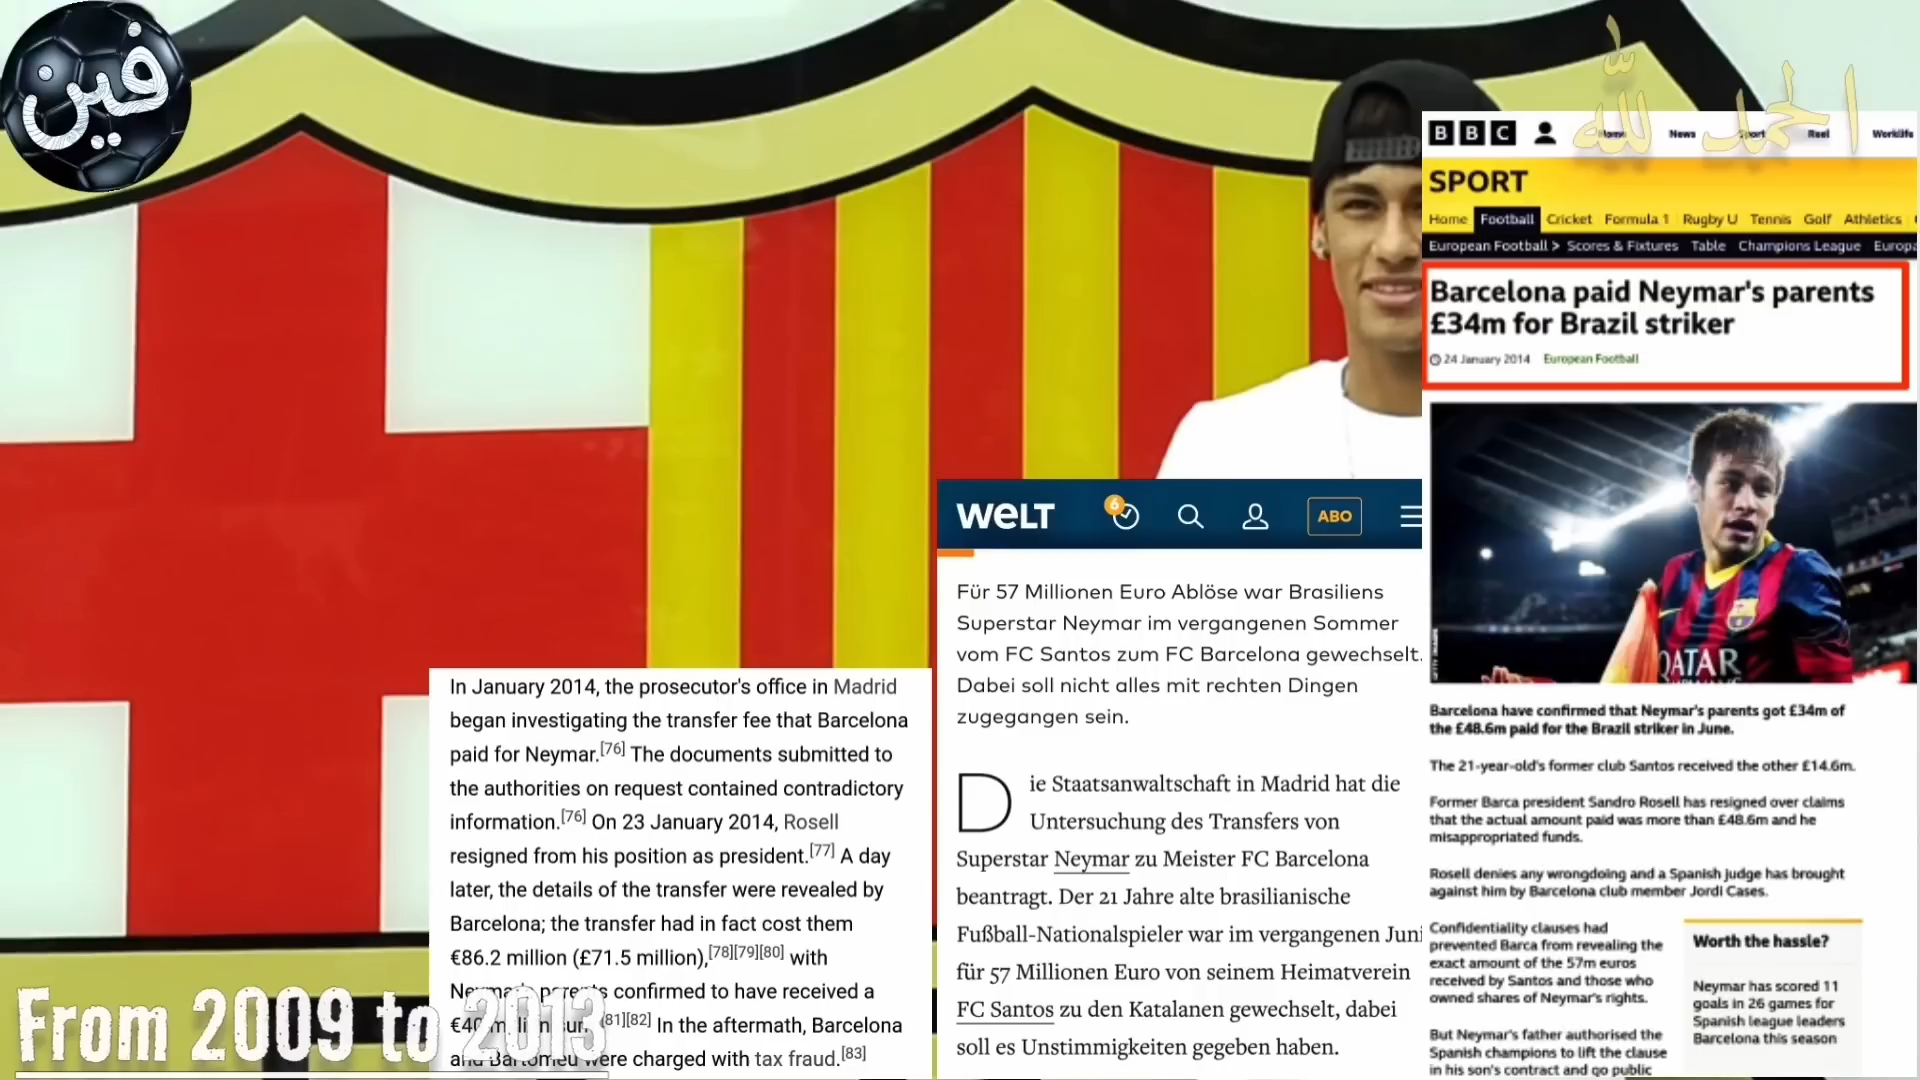 فين
الحمد لله
BBC
Home News Sport Reel Worklife
SPORT
Home Football Cricket Formula 1 Rugby U Tennis Golf Athletics
European Football > Scores & Fixtures Table Champions League Europa
Barcelona paid Neymar's parents
£34m for Brazil striker
24 January 2014 European Football
QATAR
Barcelona have confirmed that Neymar's parents got £34m of
the £48.6m paid for the Brazil striker in June.
The 21-year-old's former club Santos received the other £14.6m.
Former Barca president Sandro Rosell has resigned over claims
that the actual amount paid was more than £48.6m and he
misappropriated funds.
Rosell denies any wrongdoing and a Spanish judge has brought
against him by Barcelona club member Jordi Cases.
Confidentiality clauses had
prevented Barca from revealing the
exact amount of the 57m euros
received by Santos and those who
owned shares of Neymar's rights.
But Neymar's father authorised the
Spanish champions to lift the clause
in his son's contract and go public
Worth the hassle?
Neymar has scored 11
goals in 26 games for
Spanish league leaders
Barcelona this season
WELT
6
ABO
Für 57 Millionen Euro Ablöse war Brasiliens
Superstar Neymar im vergangenen Sommer
vom FC Santos zum FC Barcelona gewechselt.
Dabei soll nicht alles mit rechten Dingen
zugegangen sein.
Die Staatsanwaltschaft in Madrid hat die
Untersuchung des Transfers von
Superstar Neymar zu Meister FC Barcelona
beantragt. Der 21 Jahre alte brasilianische
Fußball-Nationalspieler war im vergangenen Juni
für 57 Millionen Euro von seinem Heimatverein
FC Santos zu den Katalanen gewechselt, dabei
soll es Unstimmigkeiten gegeben haben.
In January 2014, the prosecutor's office in Madrid
began investigating the transfer fee that Barcelona
paid for Neymar.[76] The documents submitted to
the authorities on request contained contradictory
information.[76] On 23 January 2014, Rosell
resigned from his position as president.[77] A day
later, the details of the transfer were revealed by
Barcelona; the transfer had in fact cost them
€86.2 million (£71.5 million),[78][79][80] with
Neymar's parents confirmed to have received a
€40 million sum.[81][82] In the aftermath, Barcelona
and Bartomeu were charged with tax fraud.[83]
From 2009 to 2013